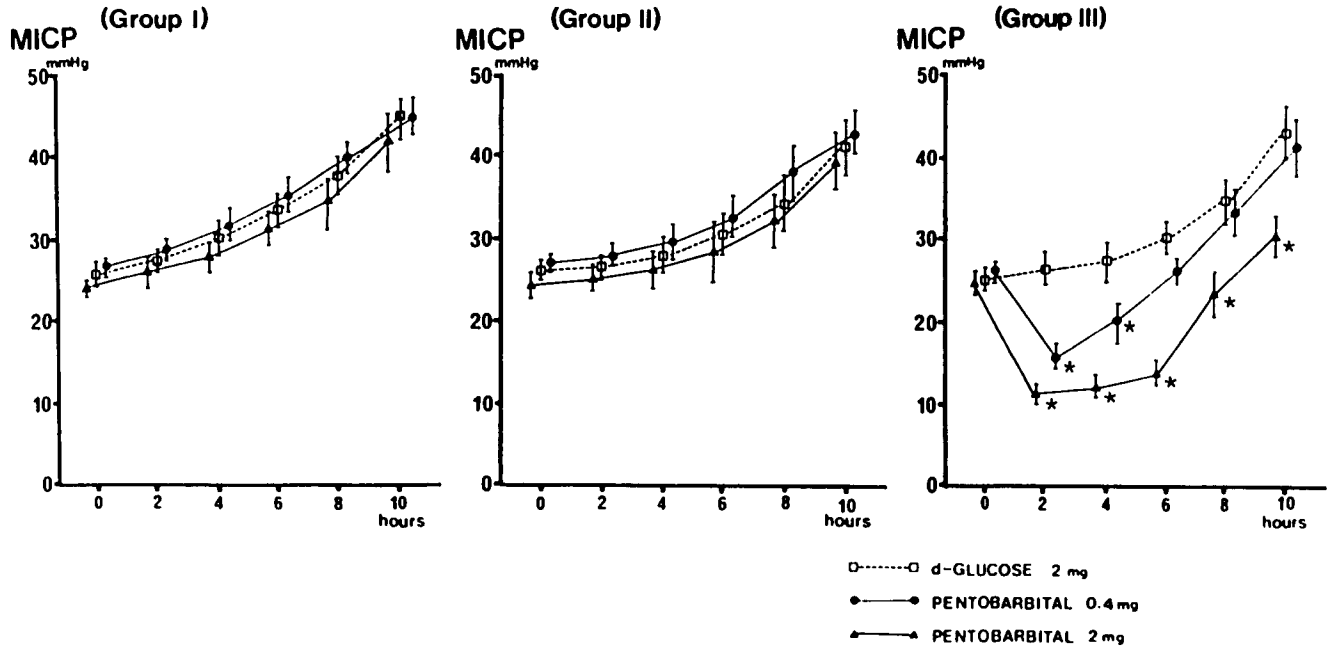 (Group I)
MICP
mmHg
50
40
30
20
10
0
0 2 4 6 8 10
hours
(Group II)
MICP
mmHg
50
40
30
20
10
0
0 2 4 6 8 10
hours
(Group III)
MICP
mmHg
50
40
30
20
10
0
* * * * * * *
0 2 4 6 8 10
hours
d-GLUCOSE 2 mg
PENTOBARBITAL 0.4 mg
PENTOBARBITAL 2 mg